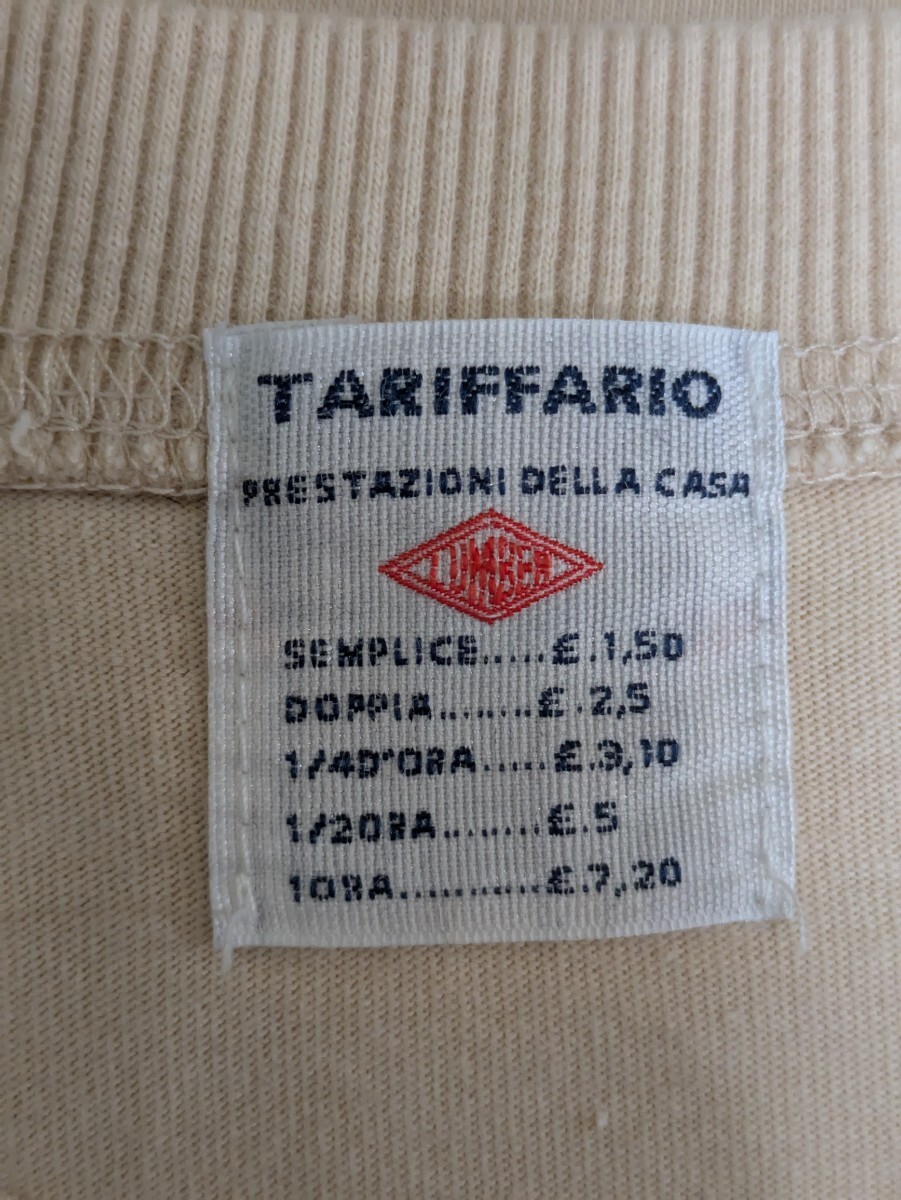 TARIFFARIO
PRESTAZIONI DELLA CASA
SEMPLICE.....£.1,50
DOPPIA.......£.2,5
1/4D'ORA.....£.3,10
1/2ORA.......£.5
1ORA..........£.7,20